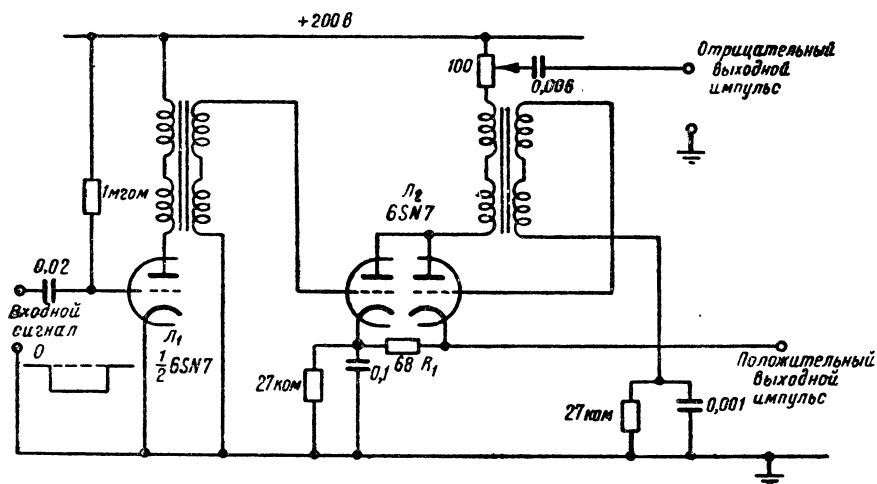 +200в
100
0,006
Отрицательный
выходной
импульс
1мгом
Л2
6SN7
0,02
Входной
сигнал
0
Л1
1/2 6SN7
27ком
0,1
68 R1
Положительный
выходной
импульс
27ком
0,001